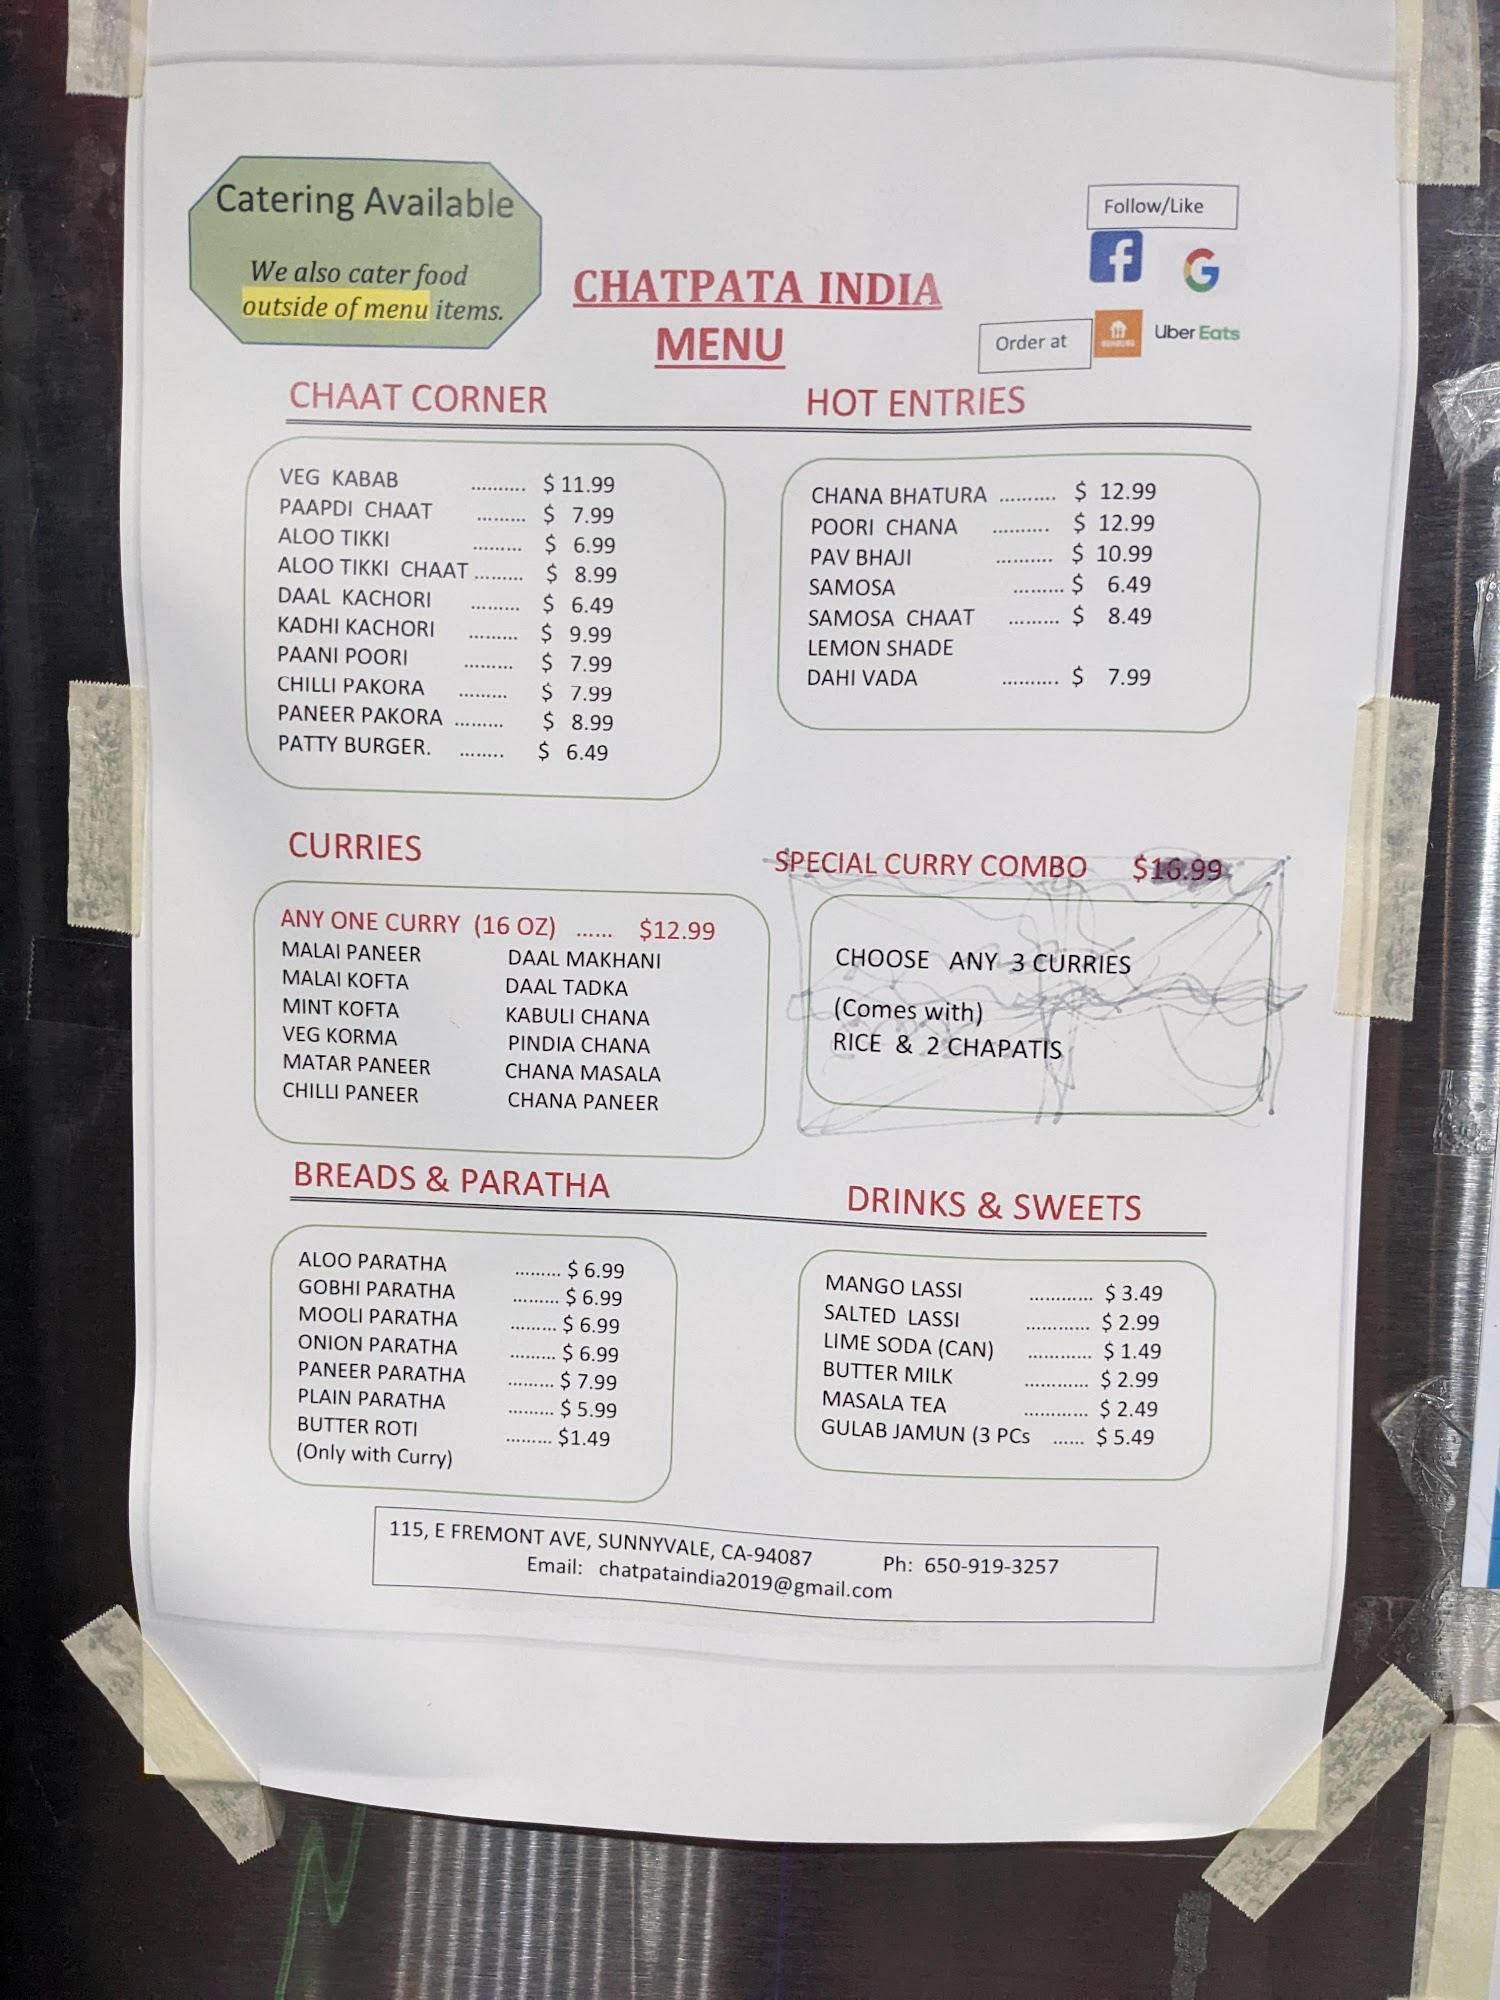 Catering Available
We also cater food
outside of menu items.
CHATPATA INDIA
MENU
Follow/Like
Order at
Uber Eats
CHAAT CORNER
VEG KABAB .......... $ 11.99
PAAPDI CHAAT ......... $ 7.99
ALOO TIKKI ......... $ 6.99
ALOO TIKKI CHAAT ......... $ 8.99
DAAL KACHORI ......... $ 6.49
KADHI KACHORI ......... $ 9.99
PAANI POORI ......... $ 7.99
CHILLI PAKORA ......... $ 7.99
PANEER PAKORA ......... $ 8.99
PATTY BURGER. ........ $ 6.49
HOT ENTRIES
CHANA BHATURA .......... $ 12.99
POORI CHANA .......... $ 12.99
PAV BHAJI .......... $ 10.99
SAMOSA ......... $ 6.49
SAMOSA CHAAT ......... $ 8.49
LEMON SHADE
DAHI VADA .......... $ 7.99
CURRIES
ANY ONE CURRY (16 OZ) ...... $12.99
MALAI PANEER DAAL MAKHANI
MALAI KOFTA DAAL TADKA
MINT KOFTA KABULI CHANA
VEG KORMA PINDIA CHANA
MATAR PANEER CHANA MASALA
CHILLI PANEER CHANA PANEER
SPECIAL CURRY COMBO $16.99
CHOOSE ANY 3 CURRIES
(Comes with)
RICE & 2 CHAPATIS
BREADS & PARATHA
ALOO PARATHA ......... $ 6.99
GOBHI PARATHA ......... $ 6.99
MOOLI PARATHA ......... $ 6.99
ONION PARATHA ......... $ 6.99
PANEER PARATHA ......... $ 7.99
PLAIN PARATHA ......... $ 5.99
BUTTER ROTI ......... $1.49
(Only with Curry)
DRINKS & SWEETS
MANGO LASSI ............ $ 3.49
SALTED LASSI ............ $ 2.99
LIME SODA (CAN) ............ $ 1.49
BUTTER MILK ............ $ 2.99
MASALA TEA ............ $ 2.49
GULAB JAMUN (3 PCs ...... $ 5.49
115, E FREMONT AVE, SUNNYVALE, CA-94087 Ph: 650-919-3257
Email: chatpataindia2019@gmail.com